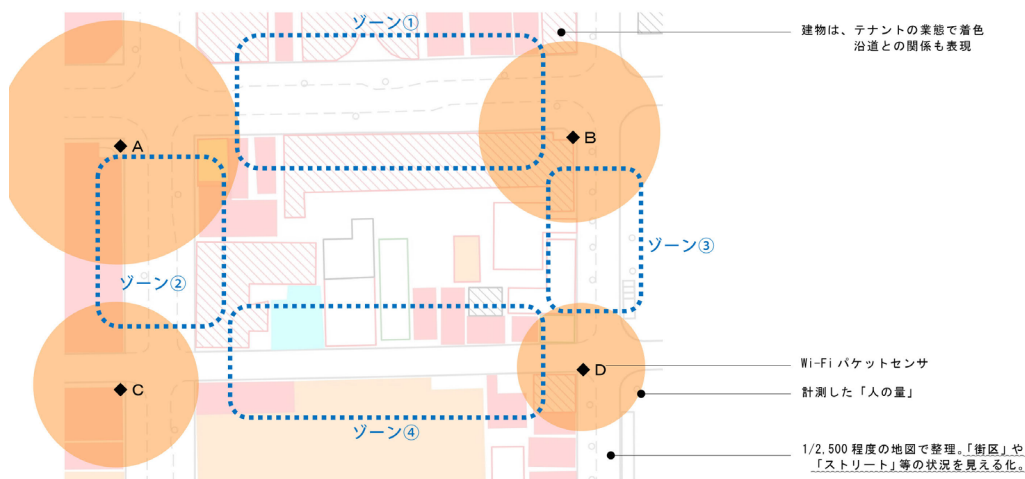 ゾーン①
建物は、テナントの業態で着色
沿道との関係も表現
A
B
ゾーン③
ゾーン②
Wi-Fi パケットセンサ
D
C
計測した「人の量」
ゾーン④
1/2,500 程度の地図で整理。「街区」や
「ストリート」等の状況を見える化。